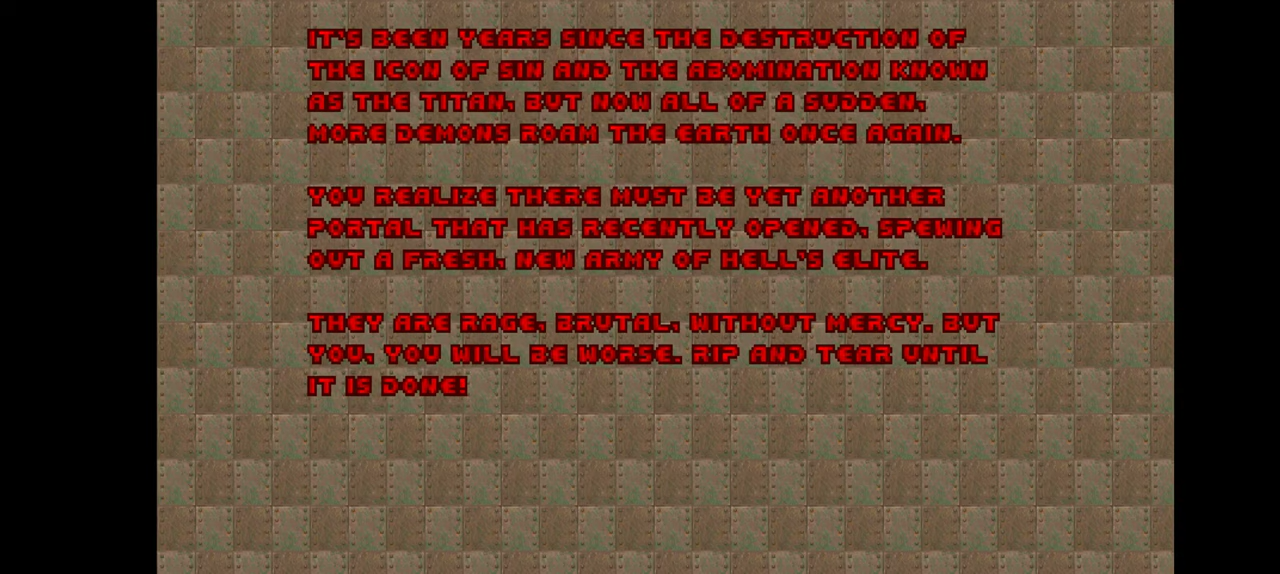 IT'S BEEN YEARS SINCE THE DESTRUCTION OF
THE ICON OF SIN AND THE ABOMINATION KNOWN
AS THE TITAN, BUT NOW ALL OF A SUDDEN,
MORE DEMONS ROAM THE EARTH ONCE AGAIN.
YOU REALIZE THERE MUST BE YET ANOTHER
PORTAL THAT HAS RECENTLY OPENED, SPEWING
OUT A FRESH, NEW ARMY OF HELL'S ELITE.
THEY ARE RAGE, BRUTAL, WITHOUT MERCY. BUT
YOU, YOU WILL BE WORSE. RIP AND TEAR UNTIL
IT IS DONE!